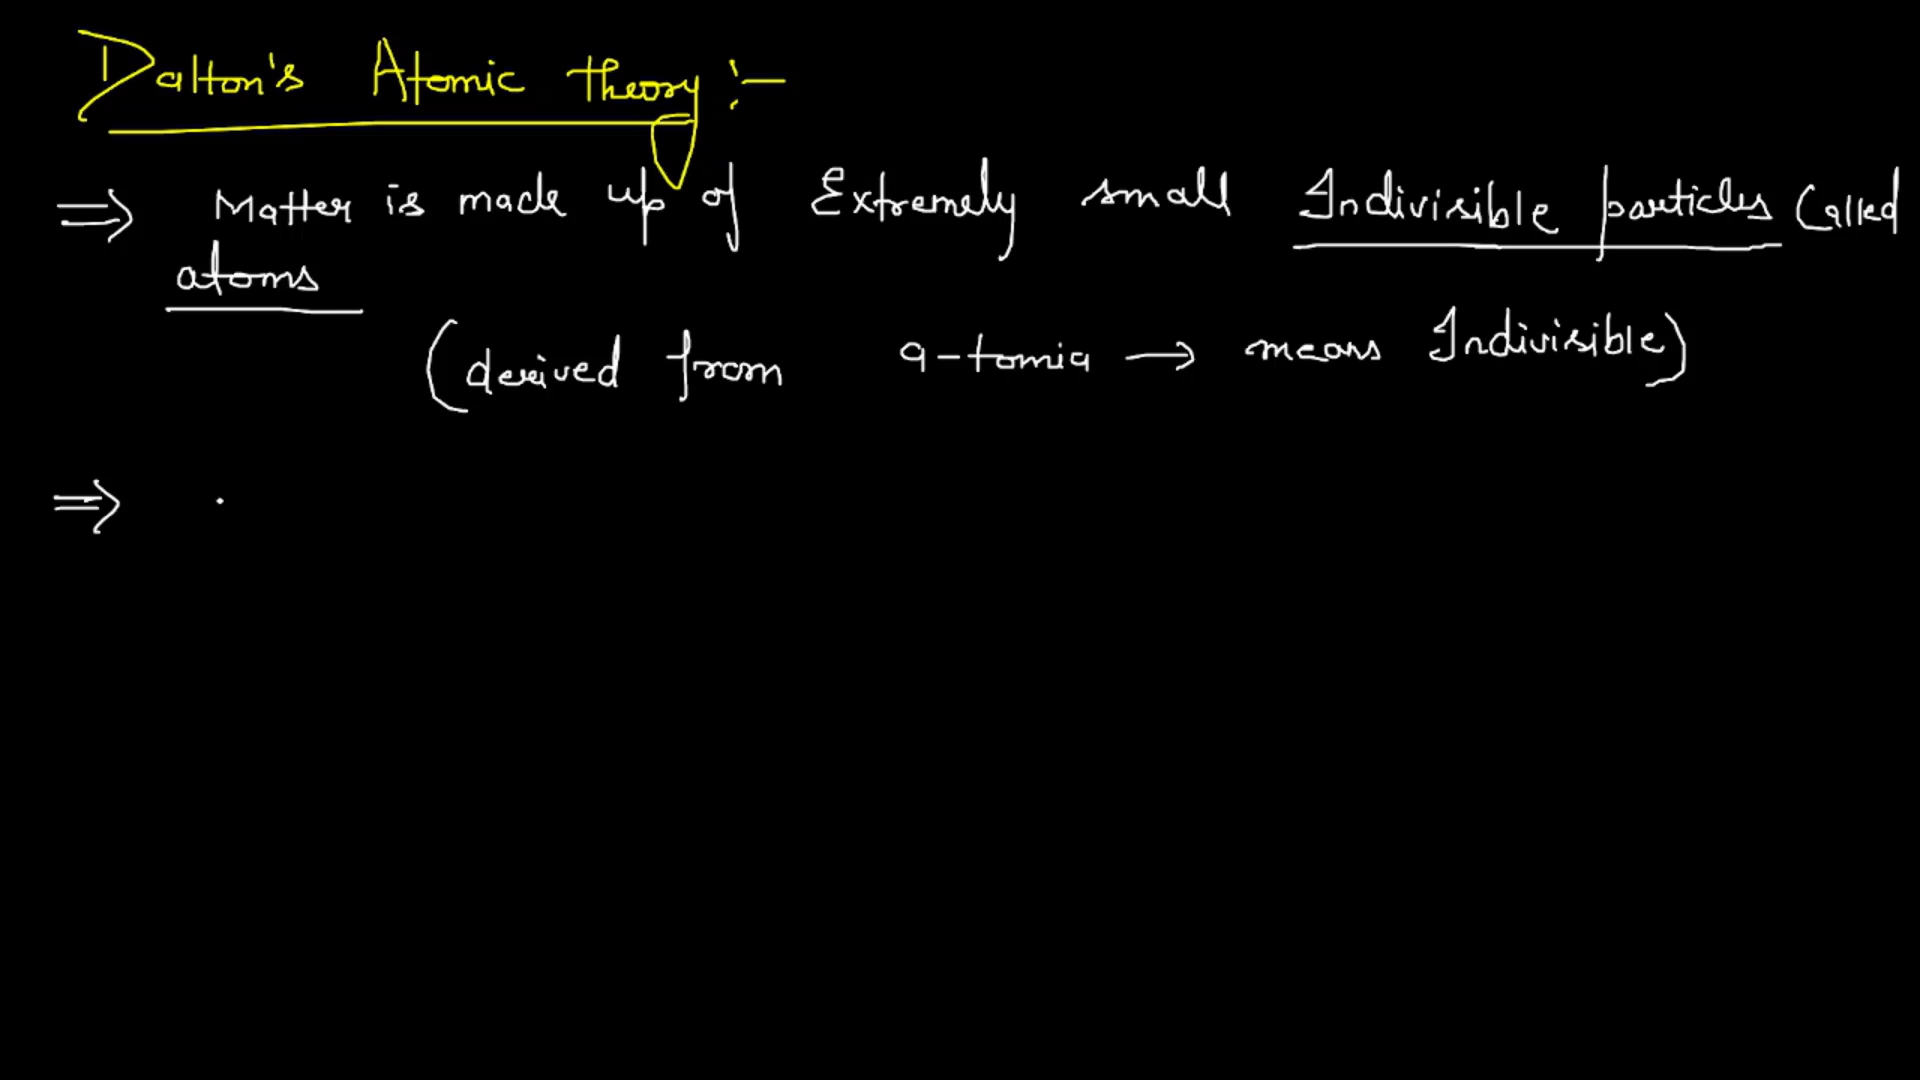 Dalton's Atomic theory :-
⇒ Matter is made up of Extremely small Indivisible particles Called
atoms
(derived from a-tomia → means Indivisible)
⇒ .